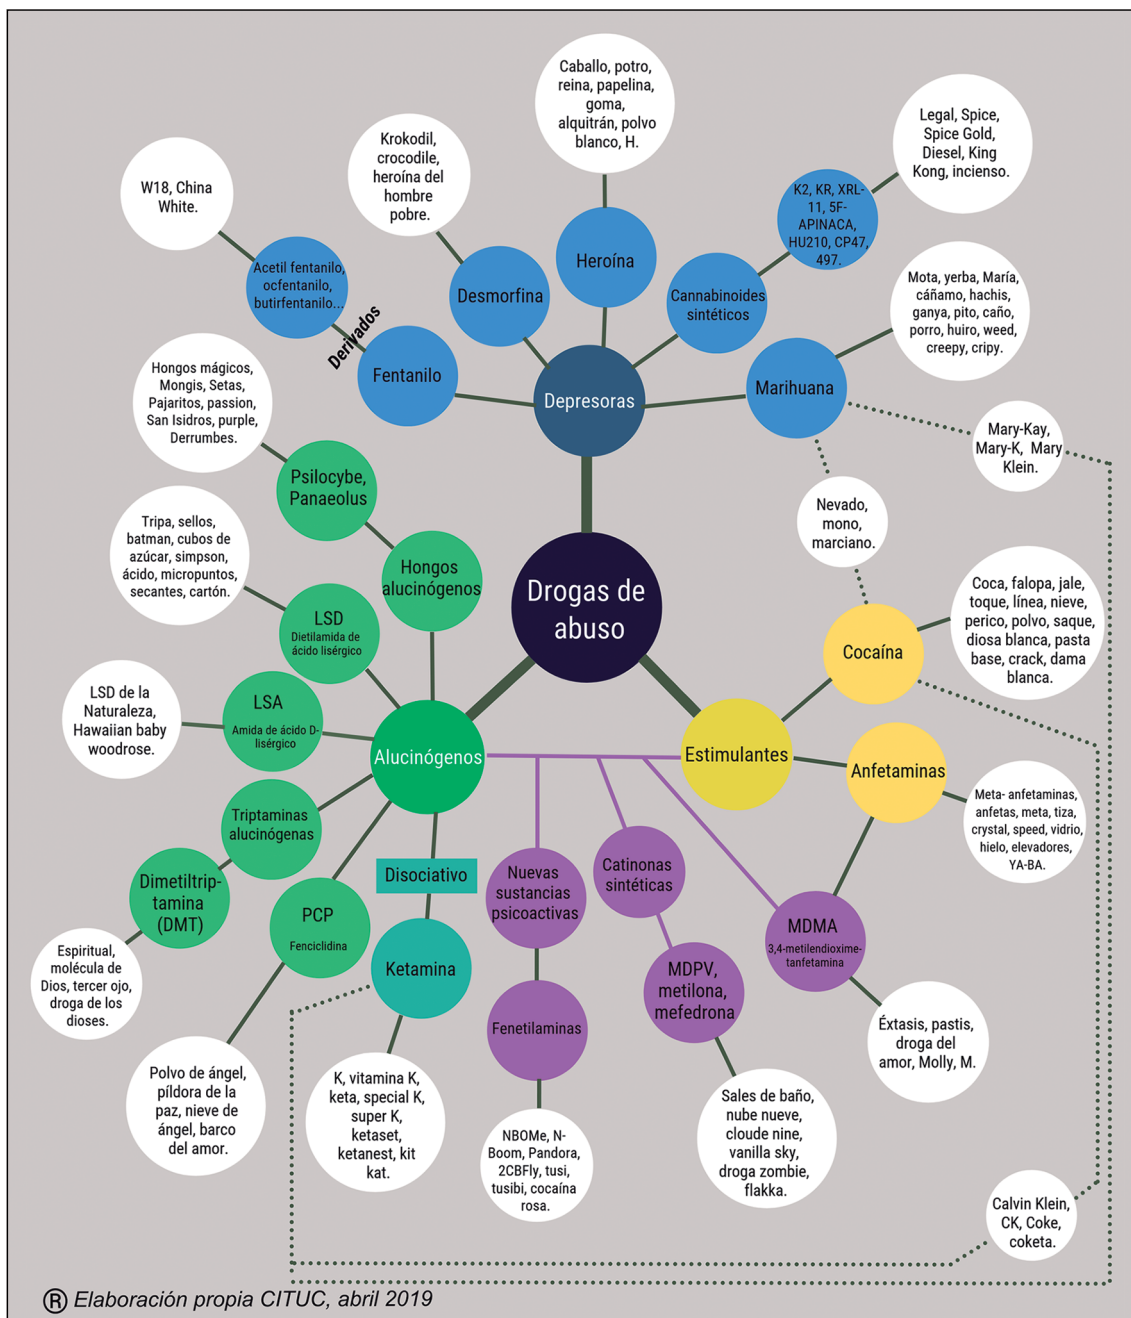 Caballo, potro,
reina, papelina,
goma,
alquitrán, polvo
blanco, H.
Legal, Spice,
Spice Gold,
Diesel, King
Kong, incienso.
Krokodil,
crocodile,
heroína del
hombre
pobre.
W18, China
White.
K2, KR, XRL-
11, 5F-
APINACA,
HU210, CP47,
497.
Acetil fentanilo,
ocfentanilo,
butirfentanilo...
Desmorfina
Heroína
Cannabinoides
sintéticos
Mota, yerba, María,
cáñamo, hachis,
ganya, pito, caño,
porro, huiro, weed,
creepy, cripy.
Derivados
Fentanilo
Depresoras
Marihuana
Hongos mágicos,
Mongis, Setas,
Pajaritos, passion,
San Isidros, purple,
Derrumbes.
Mary-Kay,
Mary-K, Mary
Klein.
Psilocybe,
Panaeolus
Nevado,
mono,
marciano.
Tripa, sellos,
batman, cubos de
azúcar, simpson,
ácido, micropuntos,
secantes, cartón.
Hongos
alucinógenos
Drogas de
abuso
Coca, falopa, jale,
toque, línea, nieve,
perico, polvo, saque,
diosa blanca, pasta
base, crack, dama
blanca.
LSD
Dietilamida de
ácido lisérgico
Cocaína
LSD de la
Naturaleza,
Hawaiian baby
woodrose.
LSA
Amida de ácido D-
lisérgico
Alucinógenos
Estimulantes
Anfetaminas
Meta- anfetaminas,
anfetas, meta, tiza,
crystal, speed, vidrio,
hielo, elevadores,
YA-BA.
Triptaminas
alucinógenas
Disociativo
Nuevas
sustancias
psicoactivas
Catinonas
sintéticas
Dimetiltrip-
tamina
(DMT)
PCP
Fenciclidina
MDMA
3,4-metilendioxime-
tanfetamina
Espiritual,
molécula de
Dios, tercer ojo,
droga de los
dioses.
Ketamina
MDPV,
metilona,
mefedrona
Fenetilaminas
Éxtasis, pastis,
droga del
amor, Molly, M.
Polvo de ángel,
píldora de la
paz, nieve de
ángel, barco
del amor.
K, vitamina K,
keta, special K,
super K,
ketaset,
ketanest, kit
kat.
NBOMe, N-
Boom, Pandora,
2CBFly, tusi,
tusibi, cocaína
rosa.
Sales de baño,
nube nueve,
cloude nine,
vanilla sky,
droga zombie,
flakka.
Calvin Klein,
CK, Coke,
coketa.
® Elaboración propia CITUC, abril 2019